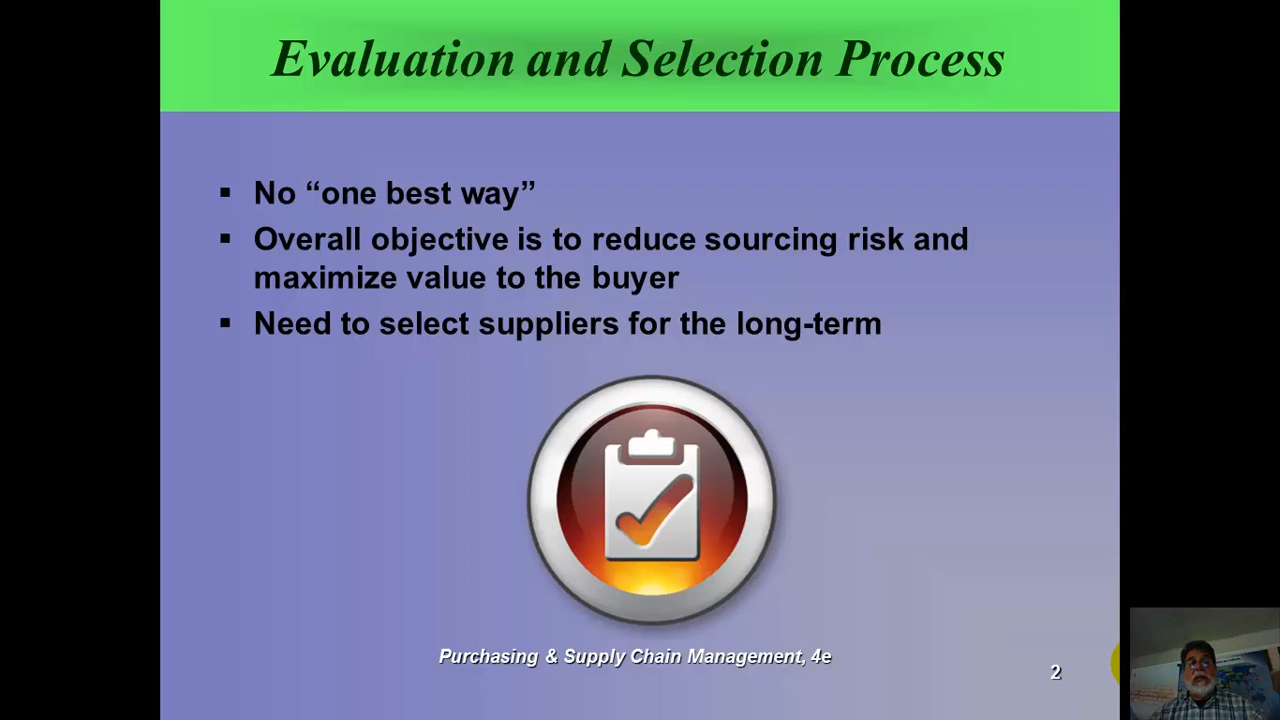 Evaluation and Selection Process
▪ No “one best way”
▪ Overall objective is to reduce sourcing risk and
maximize value to the buyer
▪ Need to select suppliers for the long-term
Purchasing & Supply Chain Management, 4e
2